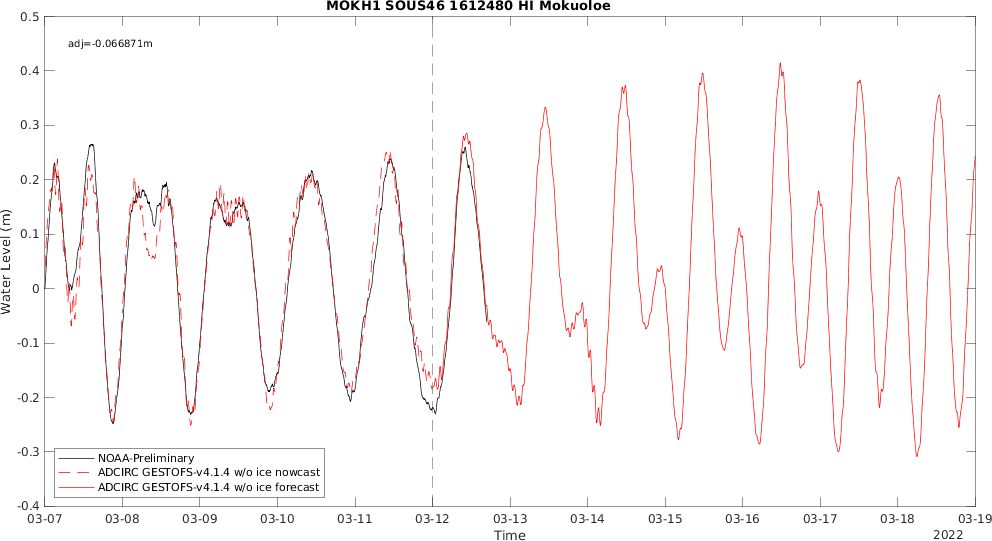 MOKH1 SOUS46 1612480 HI Mokuoloe
adj=-0.066871m
Water Level (m)
0.5
0.4
0.3
0.2
0.1
0
-0.1
-0.2
-0.3
-0.4
NOAA-Preliminary
ADCIRC GESTOFS-v4.1.4 w/o ice nowcast
ADCIRC GESTOFS-v4.1.4 w/o ice forecast
03-07 03-08 03-09 03-10 03-11 03-12 03-13 03-14 03-15 03-16 03-17 03-18 03-19
Time
2022